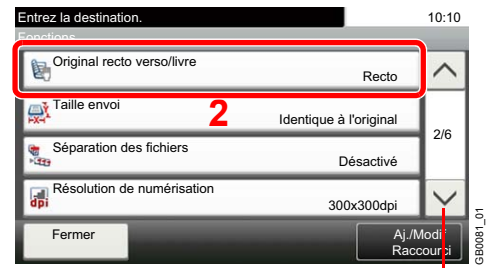 Entrez la destination.
10:10
Fonctions
Original recto verso/livre
Recto
Taille envoi
Identique à l'original
2
2/6
Séparation des fichiers
Désactivé
Résolution de numérisation
300x300dpi
dpi
Fermer
Aj./Modif
Raccourci
GB0081_01